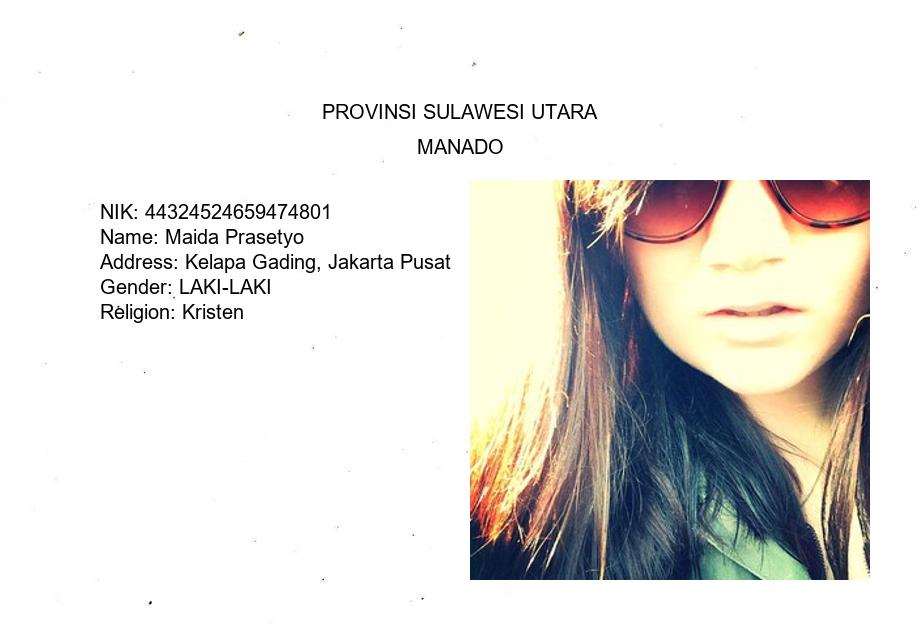 PROVINSI SULAWESI UTARA
MANADO
NIK: 44324524659474801
Name: Maida Prasetyo
Address: Kelapa Gading, Jakarta Pusat
Gender: LAKI-LAKI
Religion: Kristen